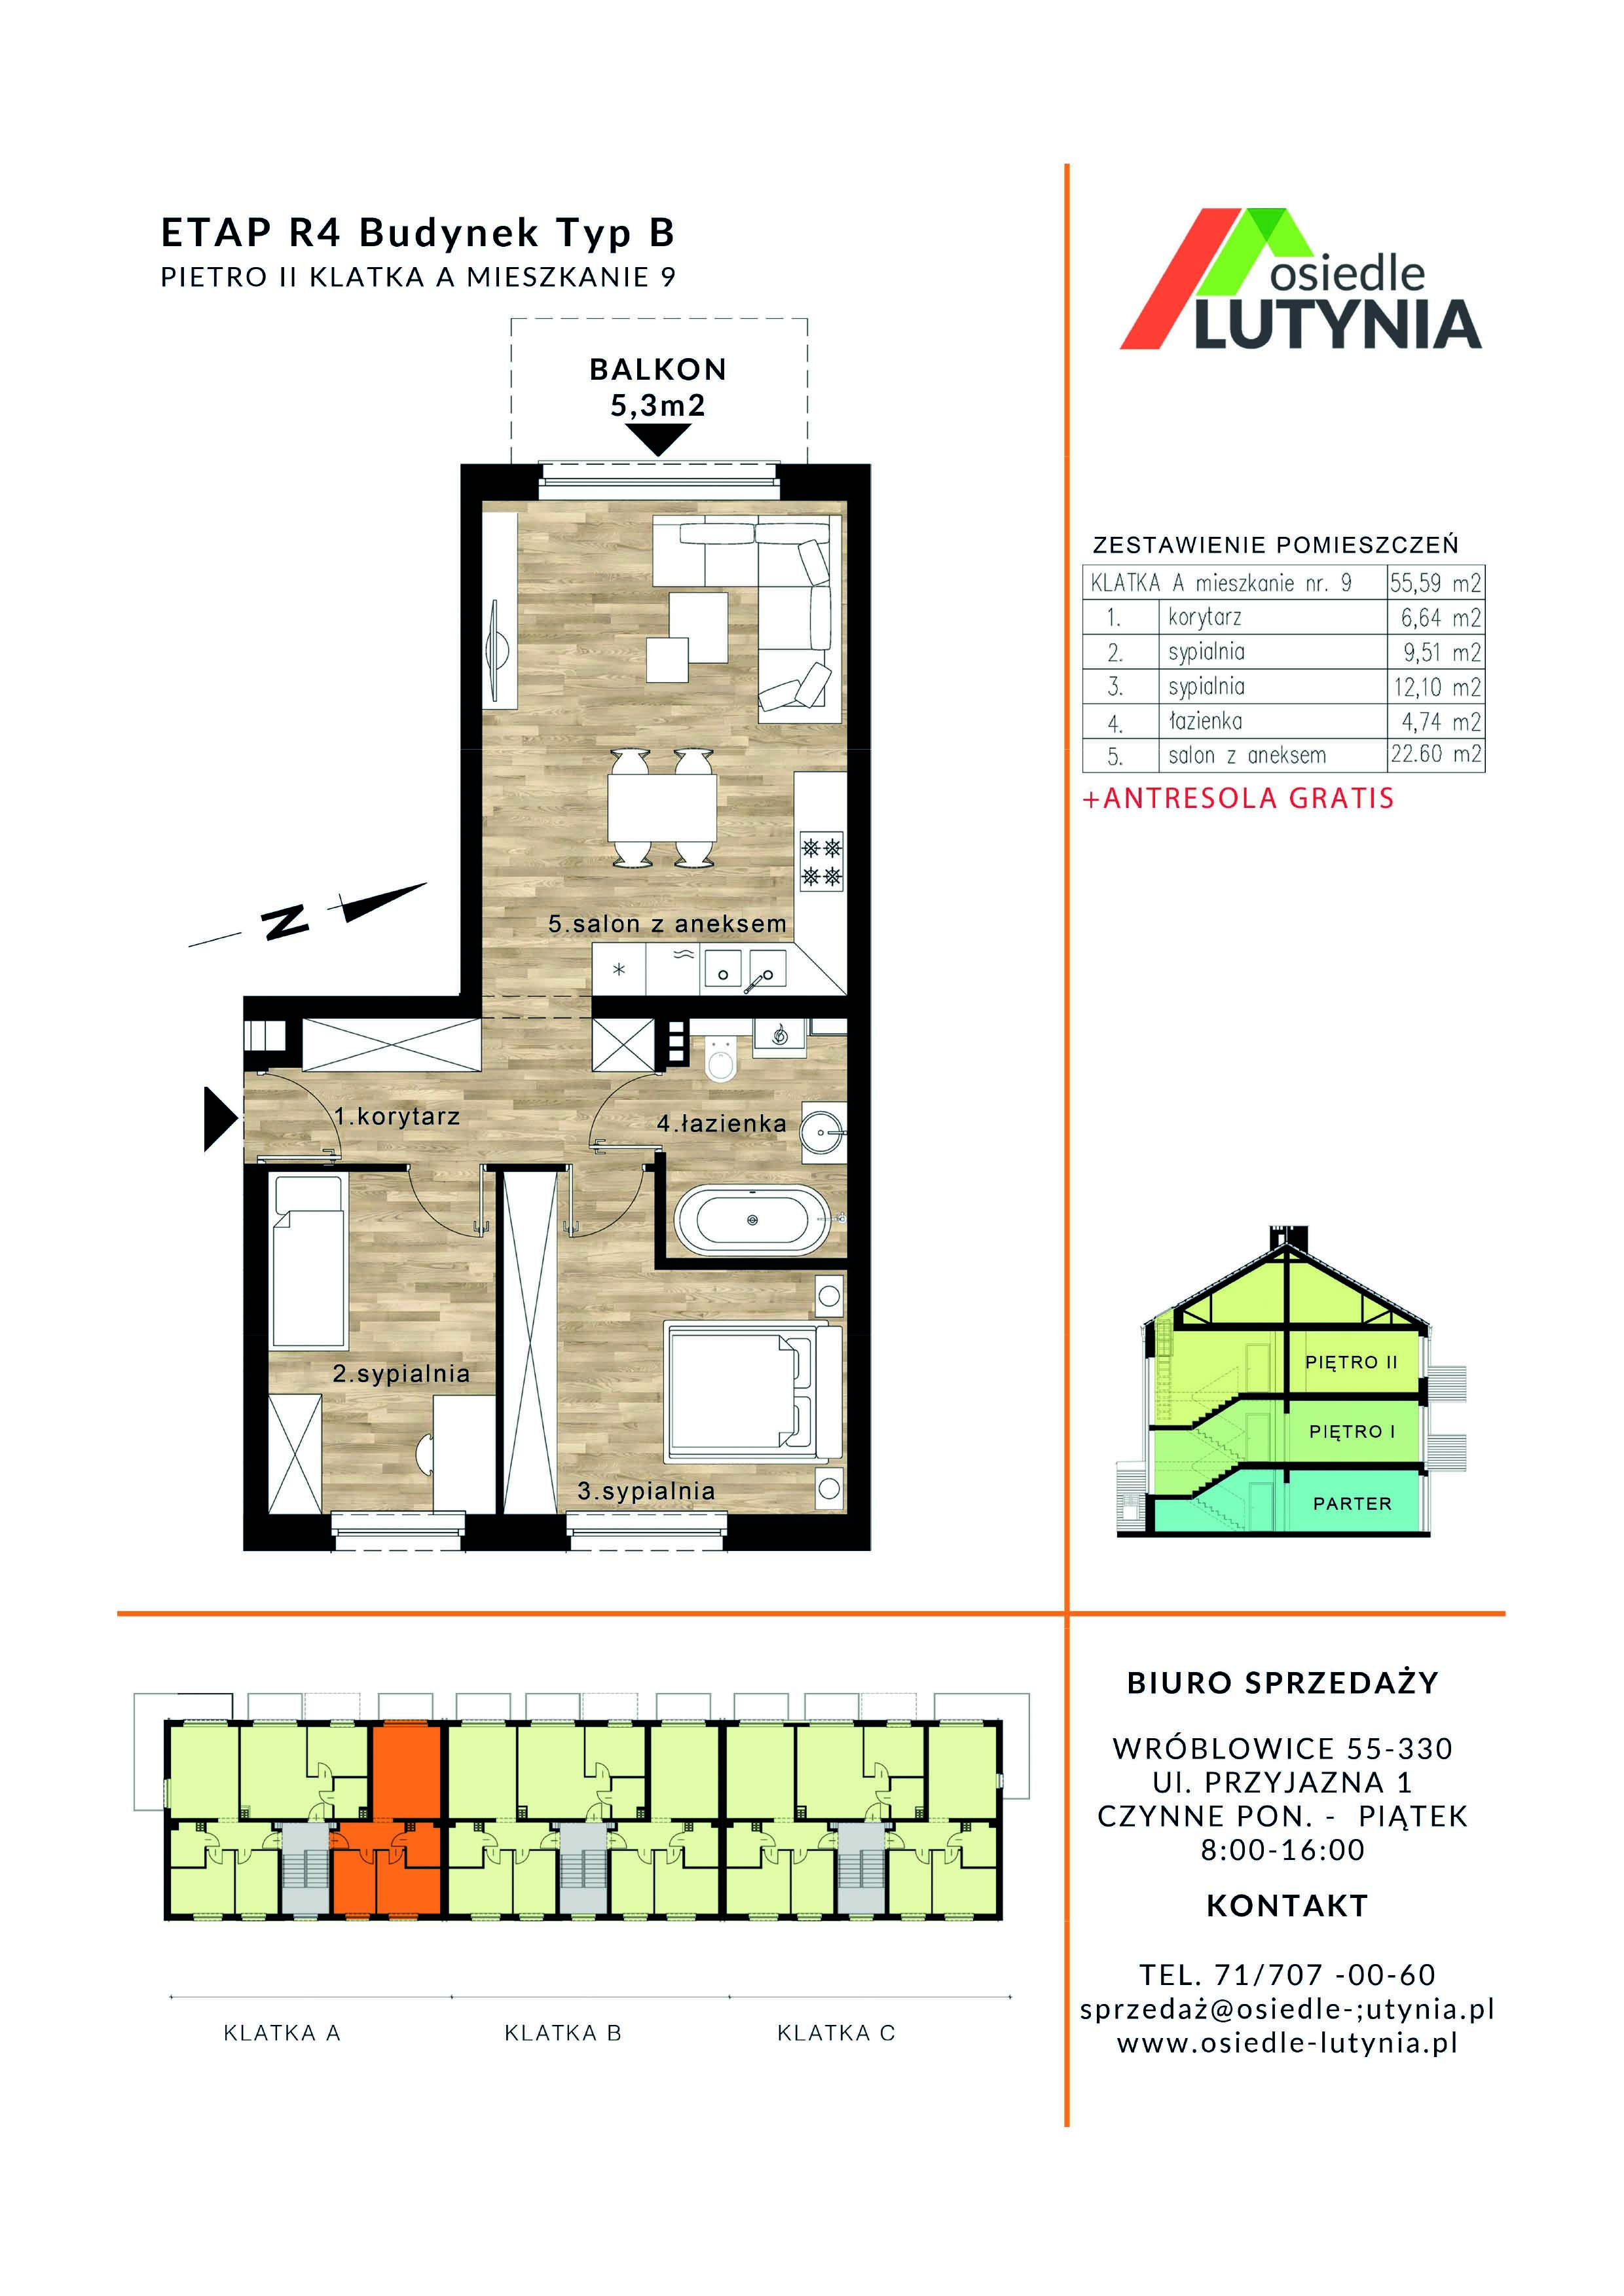 ETAP R4 Budynek Typ B
PIETRO II KLATKA A MIESZKANIE 9
osiedle
LUTYNIA
BALKON
5,3m2
ZESTAWIENIE POMIESZCZEŃ
KLATKA A mieszkanie nr. 9 55,59 m2
1. korytarz 6,64 m2
2. sypialnia 9,51 m2
3. sypialnia 12,10 m2
4. łazienka 4,74 m2
5. salon z aneksem 22.60 m2
+ANTRESOLA GRATIS
N
5.salon z aneksem
1.korytarz
4.łazienka
2.sypialnia
3.sypialnia
PIĘTRO II
PIĘTRO I
PARTER
KLATKA A
KLATKA B
KLATKA C
BIURO SPRZEDAŻY
WRÓBLOWICE 55-330
Ul. PRZYJAZNA 1
CZYNNE PON. - PIĄTEK
8:00-16:00
KONTAKT
TEL. 71/707 -00-60
sprzedaż@osiedle-;utynia.pl
www.osiedle-lutynia.pl